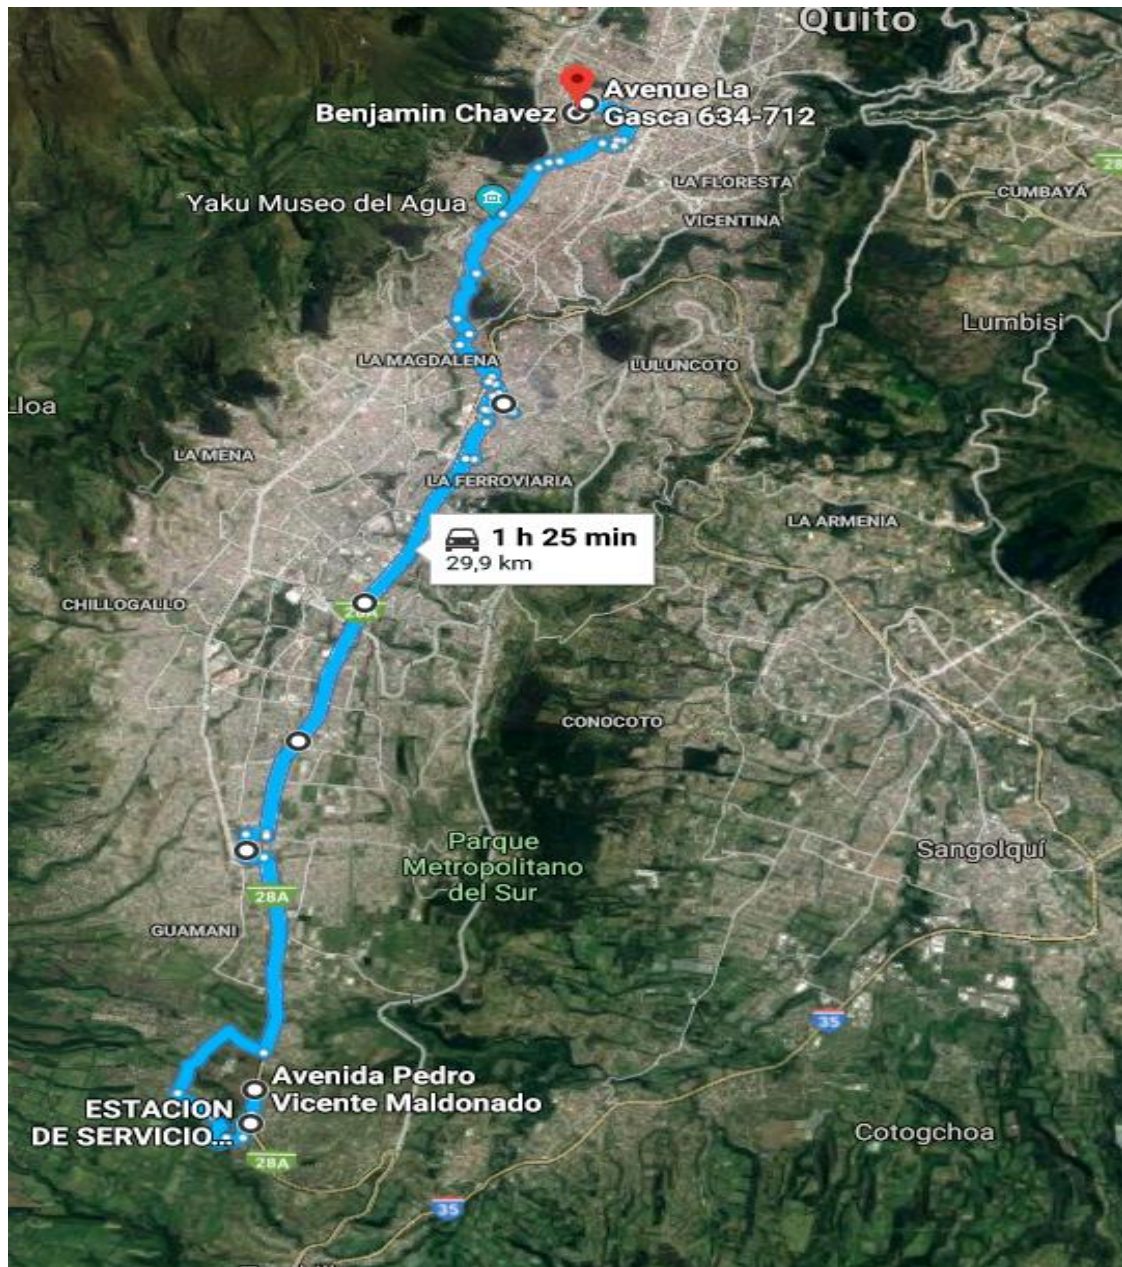 Quito
Avenue La
Gasca 634-712
Benjamin Chavez
28
CUMBAYÁ
LA FLORESTA
Yaku Museo del Agua
VICENTINA
Lumbisi
LA MAGDALENA
LULUNCOTO
Lloa
LA MENA
LA FERROVIARIA
LA ARMENIA
1 h 25 min
29,9 km
CHILLOGALLO
28A
CONOCOTO
Parque
Metropolitano
del Sur
Sangolquí
28A
GUAMANI
35
Avenida Pedro
Vicente Maldonado
ESTACION
DE SERVICIO...
Cotogchoa
28A
35